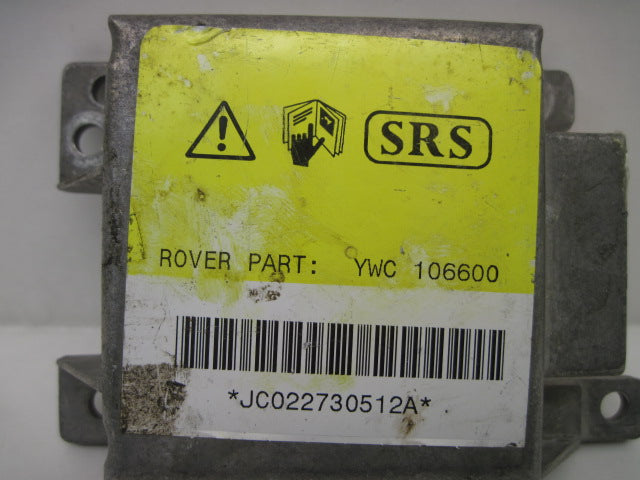 SRS
ROVER PART: YWC 106600
*JC022730512A*